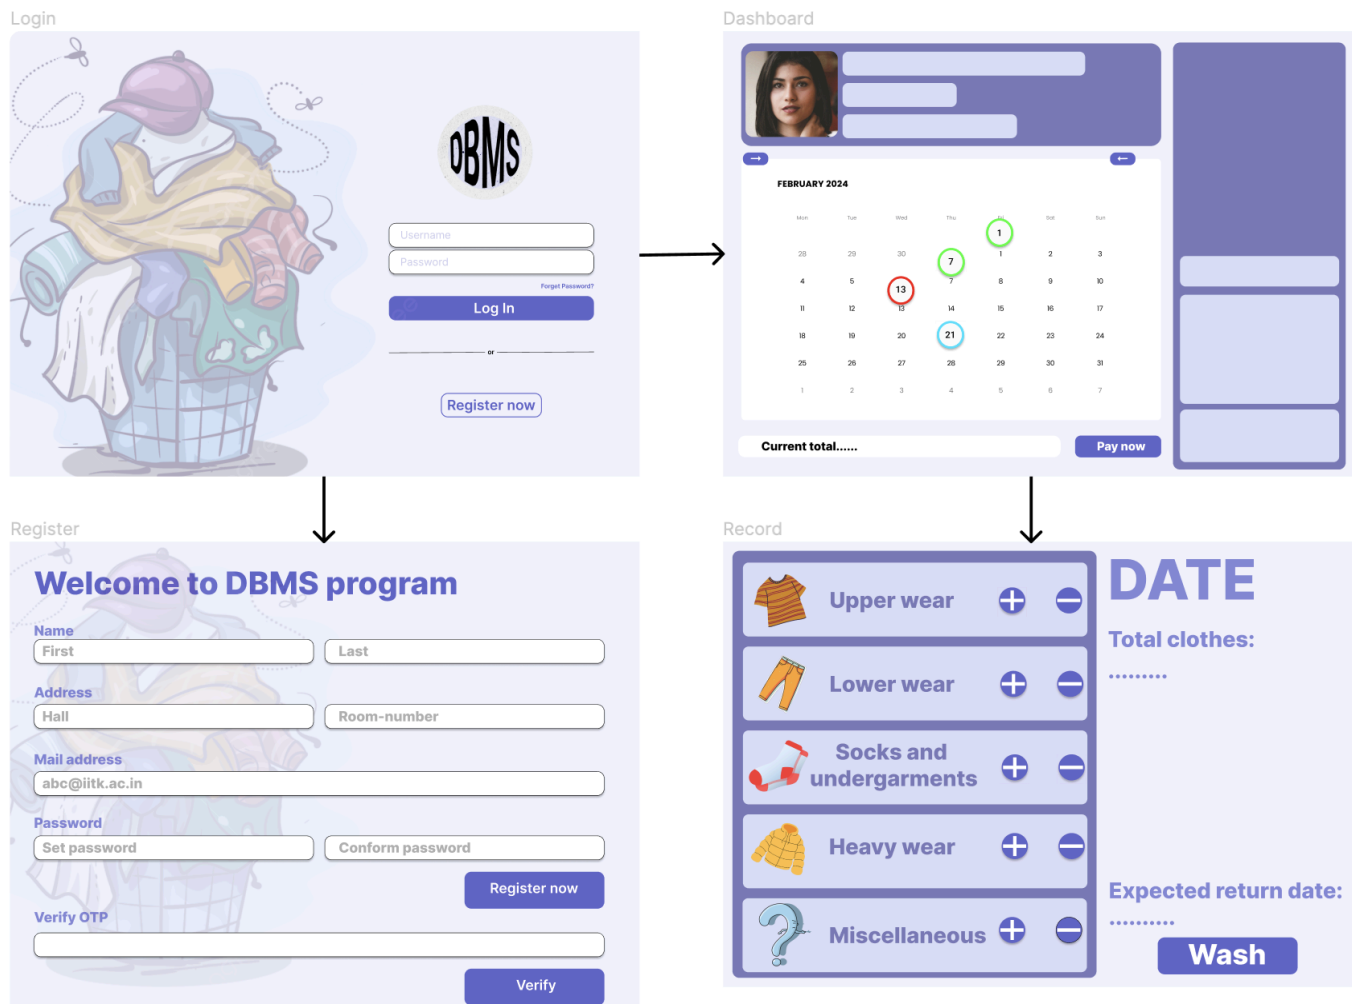 Login
DBMS
Username
Password
Forget Password?
Log In
or
Register now
Dashboard
→
←
FEBRUARY 2024
Mon Tue Wed Thu Fri Sat Sun
1
28 29 30 1 2 3
7
4 5 7 8 9 10
13
11 12 13 14 15 16 17
21
18 19 20 22 23 24
25 26 27 28 29 30 31
1 2 3 4 5 6 7
Current total......
Pay now
Register
Welcome to DBMS program
Name
First
Last
Address
Hall
Room-number
Mail address
abc@iitk.ac.in
Password
Set password
Conform password
Register now
Verify OTP
Verify
Record
Upper wear
Lower wear
Socks and
undergarments
Heavy wear
Miscellaneous
DATE
Total clothes:
.........
Expected return date:
..........
Wash